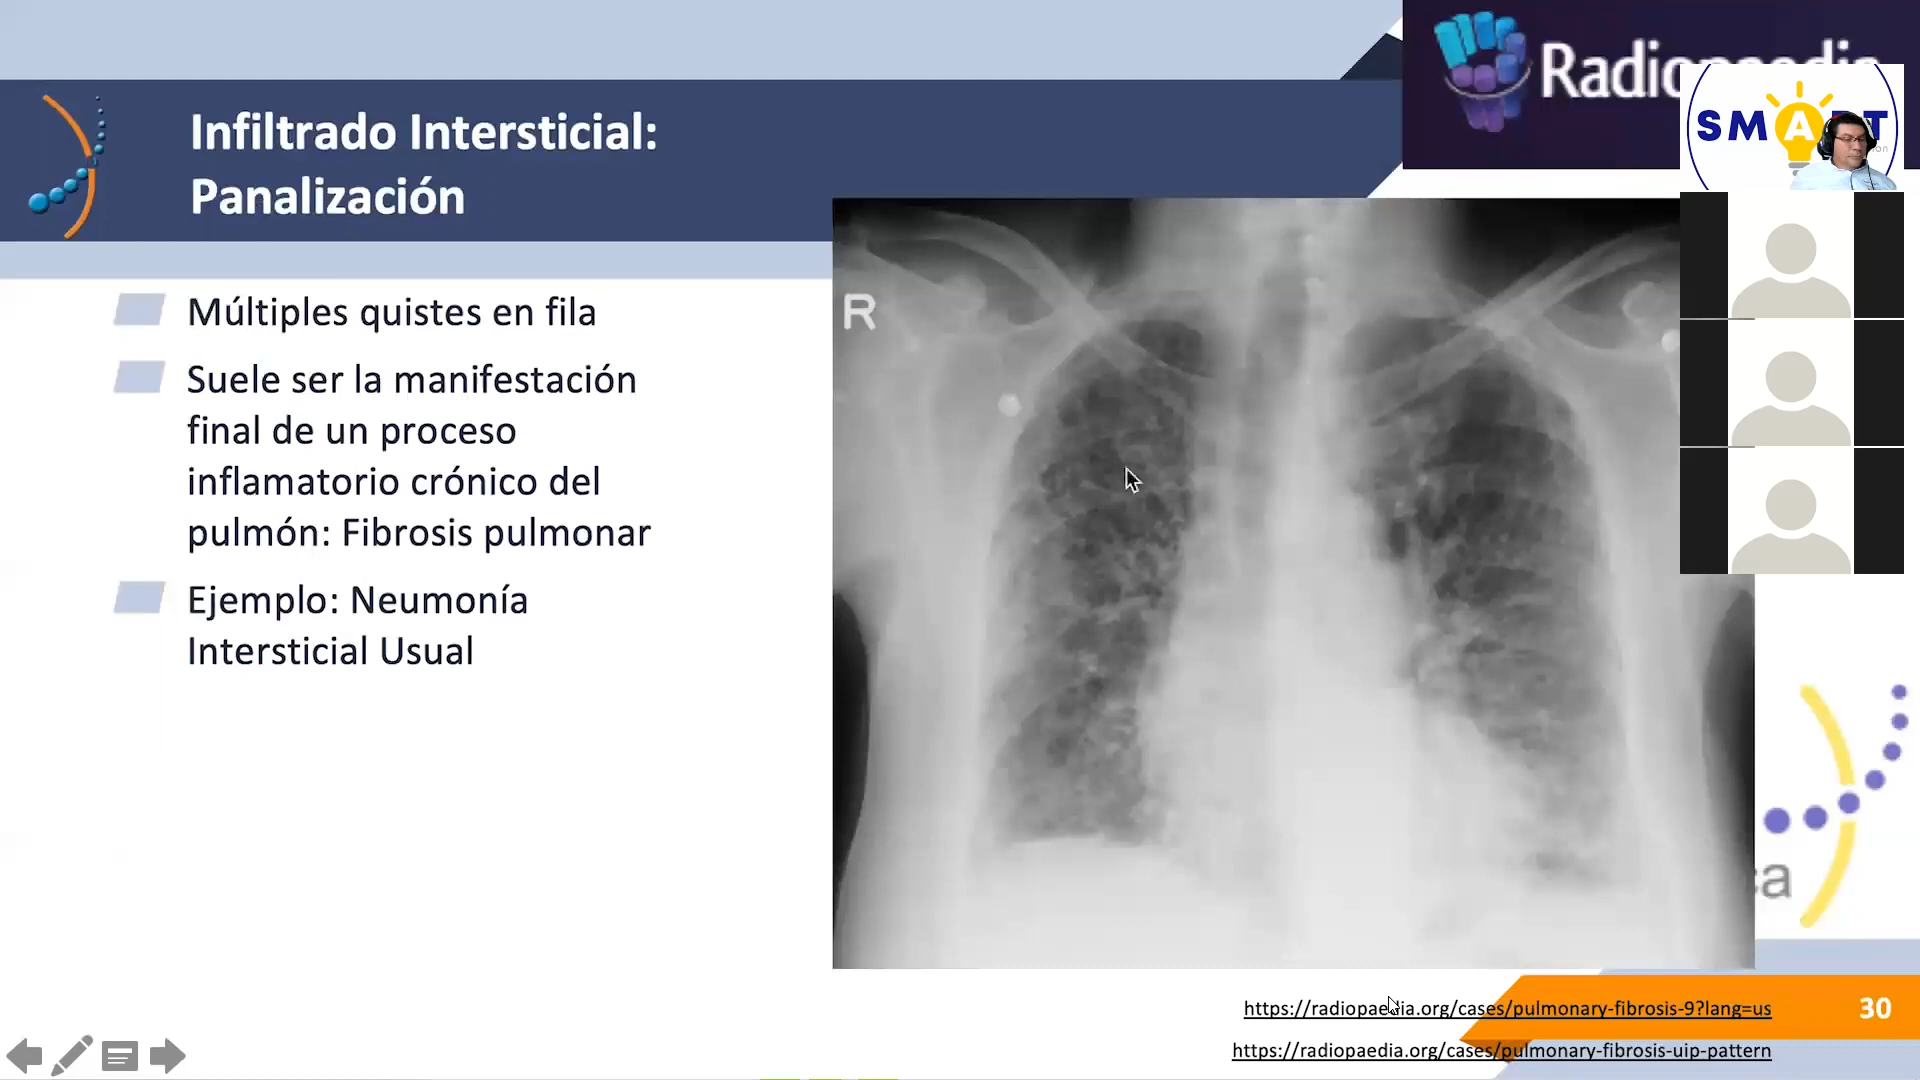 Radiopaedia
SMART
Infiltrado Intersticial:
Panalización
R
Múltiples quistes en fila
Suele ser la manifestación
final de un proceso
inflamatorio crónico del
pulmón: Fibrosis pulmonar
Ejemplo: Neumonía
Intersticial Usual
https://radiopaedia.org/cases/pulmonary-fibrosis-9?lang=us
30
https://radiopaedia.org/cases/pulmonary-fibrosis-uip-pattern